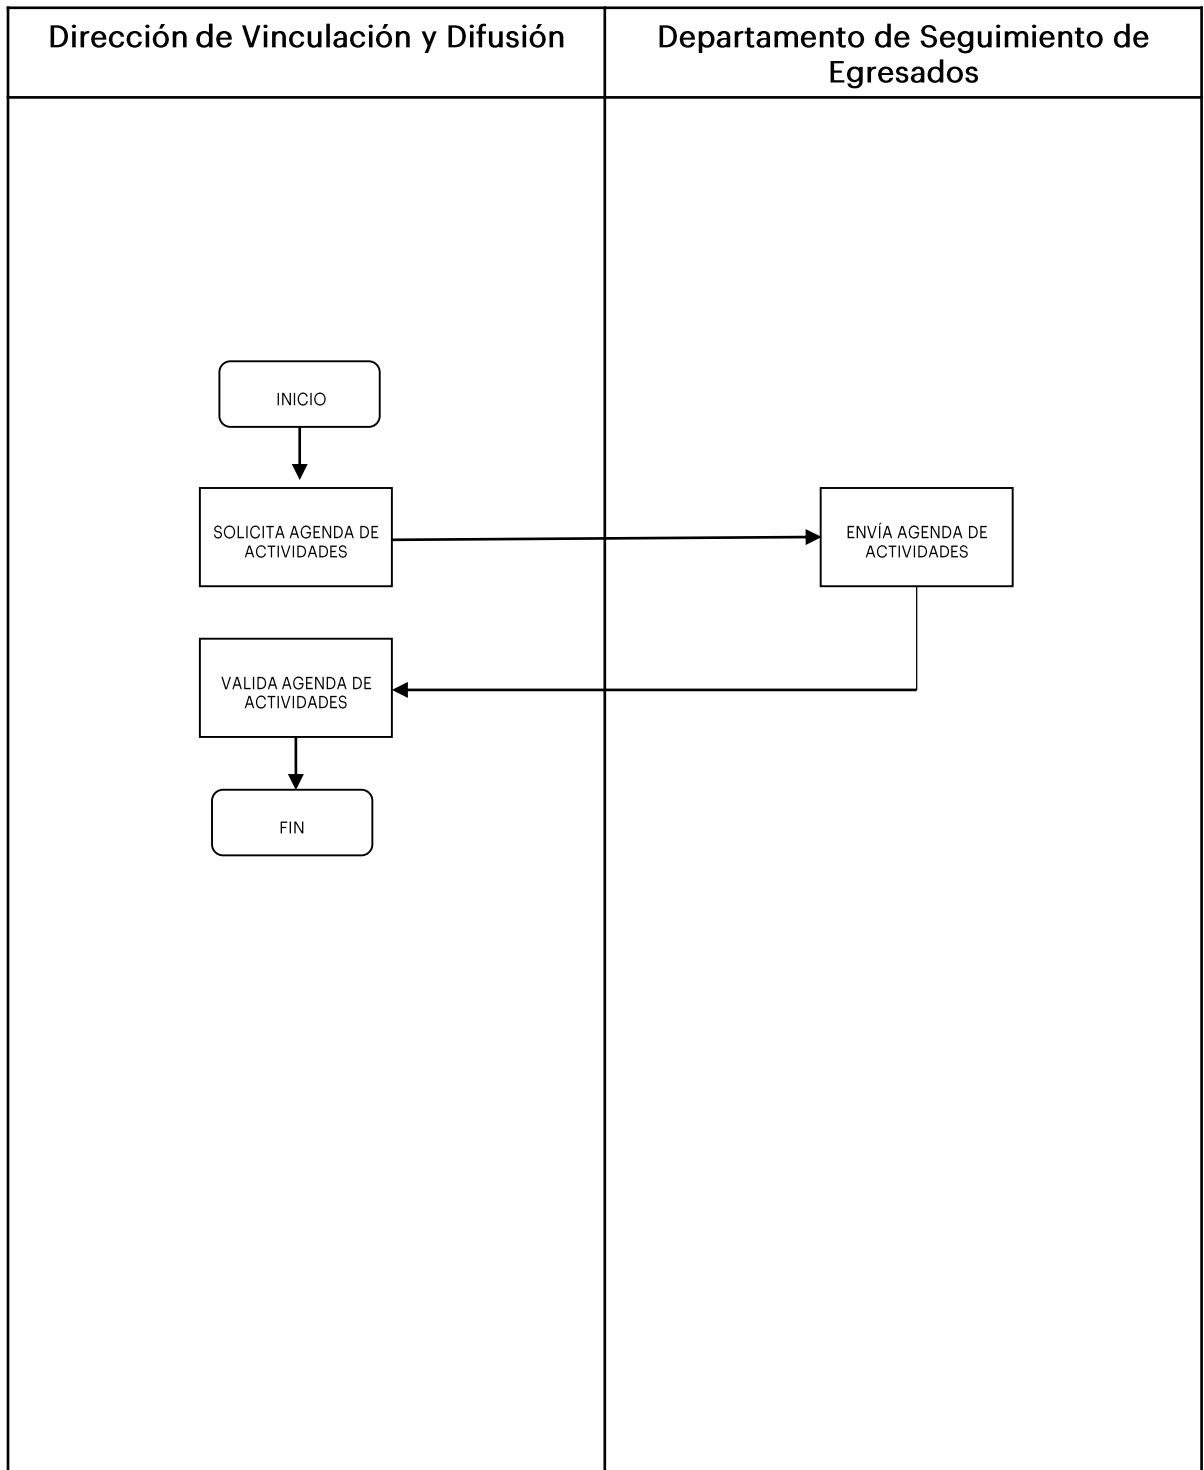 Dirección de Vinculación y Difusión
Departamento de Seguimiento de
Egresados
INICIO
SOLICITA AGENDA DE
ACTIVIDADES
ENVÍA AGENDA DE
ACTIVIDADES
VALIDA AGENDA DE
ACTIVIDADES
FIN